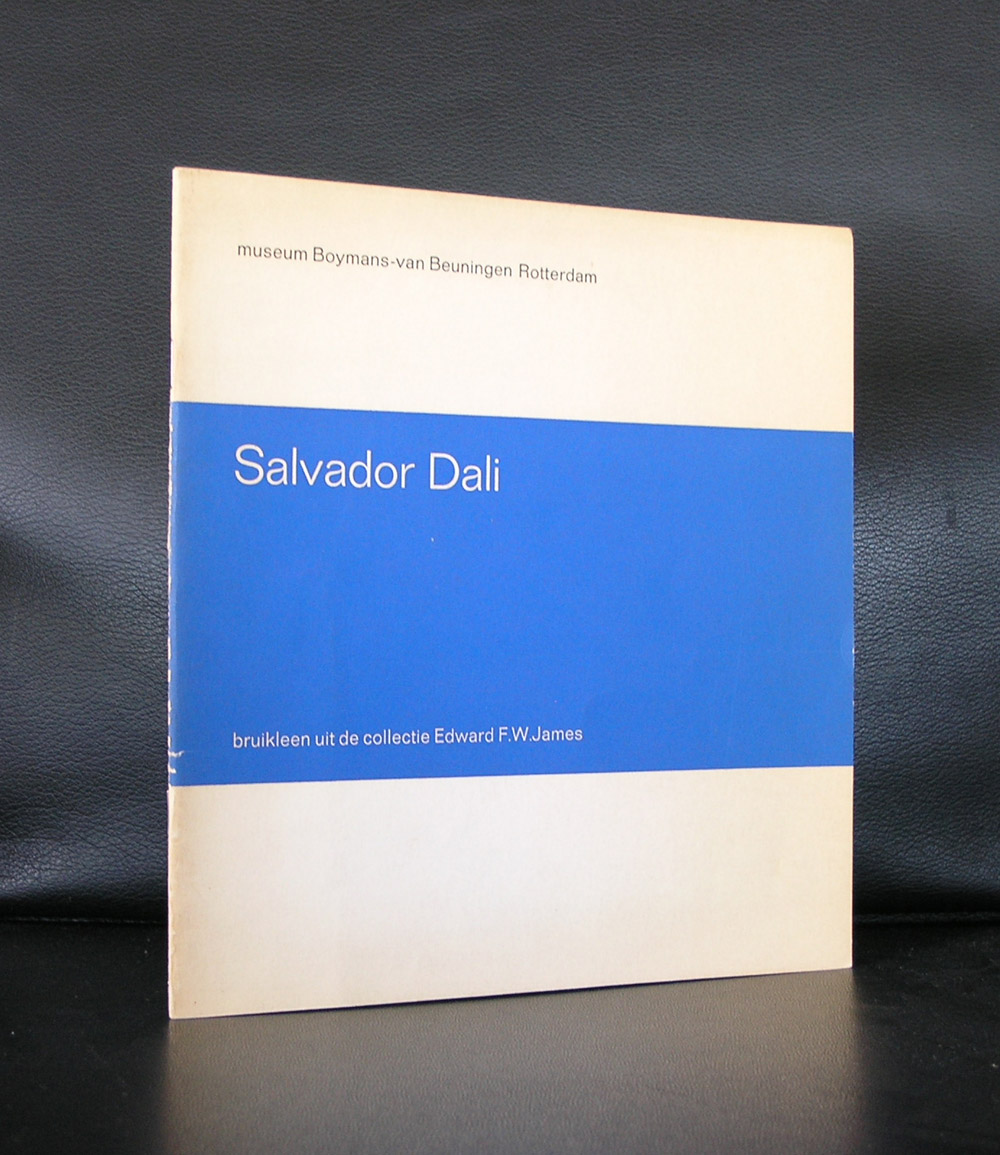 museum Boymans-van Beuningen Rotterdam
Salvador Dali
bruikleen uit de collectie Edward F.W.James